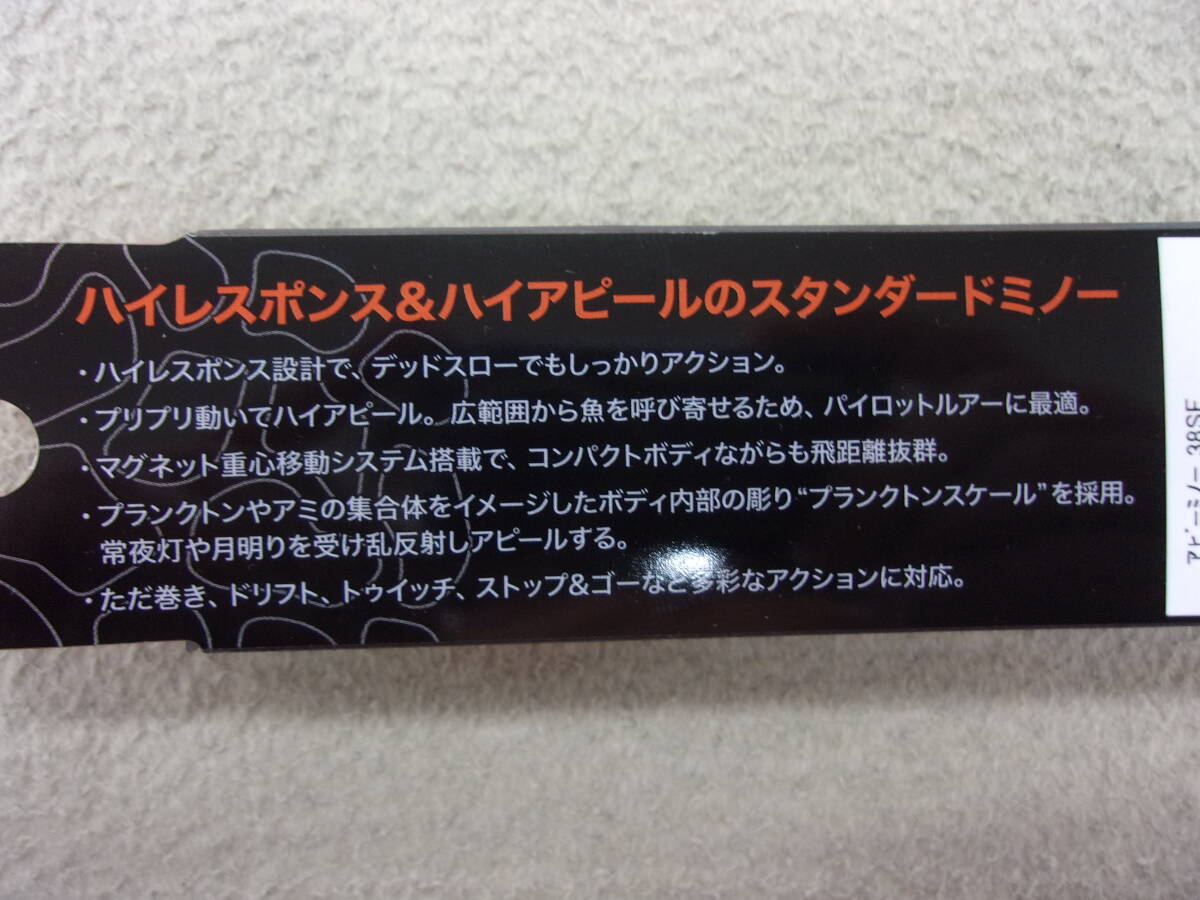 ハイレスポンス&ハイアピールのスタンダードミノー
・ハイレスポンス設計で、デッドスローでもしっかりアクション。
・プリプリ動いてハイアピール。広範囲から魚を呼び寄せるため、パイロットルアーに最適。
・マグネット重心移動システム搭載で、コンパクトボディながらも飛距離抜群。
・プランクトンやアミの集合体をイメージしたボディ内部の彫り“プランクトンスケール”を採用。
常夜灯や月明りを受け乱反射しアピールする。
・ただ巻き、ドリフト、トゥイッチ、ストップ&ゴーなど多彩なアクションに対応。